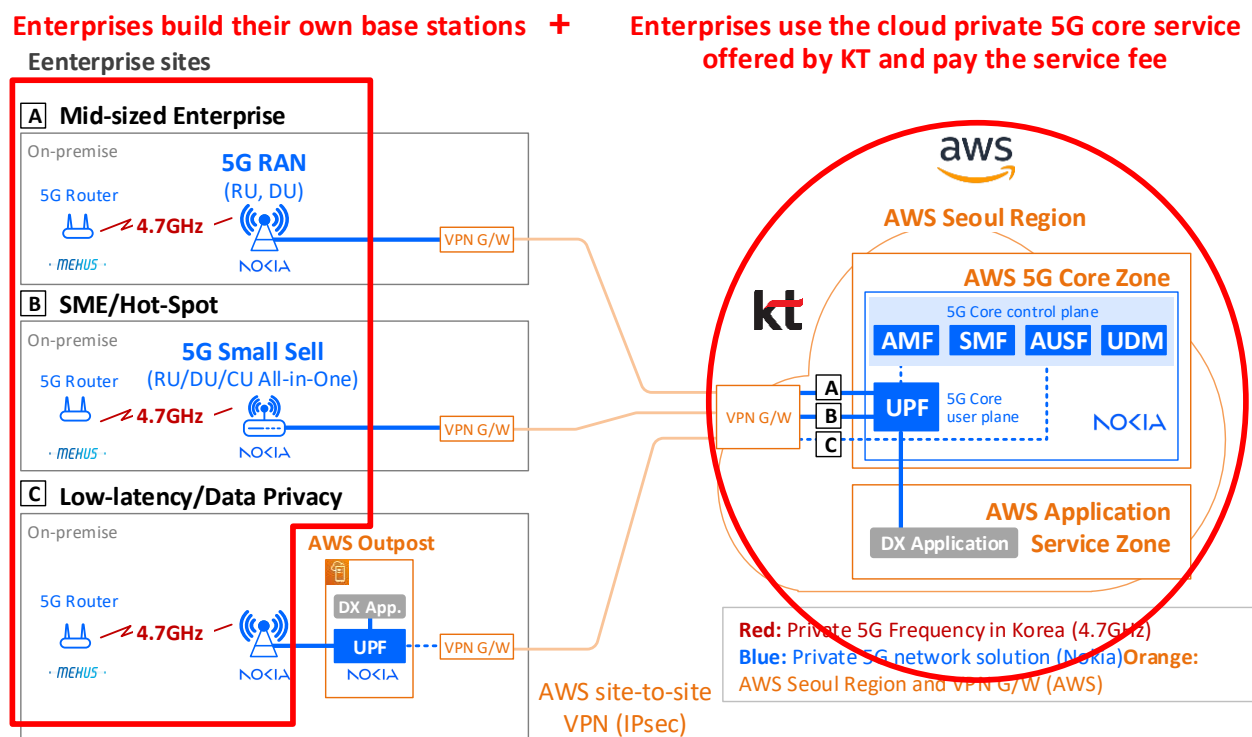 Enterprises build their own base stations +
Enterprises use the cloud private 5G core service
offered by KT and pay the service fee
Eenterprise sites
A Mid-sized Enterprise
On-premise
5G RAN
(RU, DU)
5G Router
4.7GHz
VPN G/W
· MEHUS ·
NOKIA
B SME/Hot-Spot
On-premise
5G Small Sell
(RU/DU/CU All-in-One)
5G Router
4.7GHz
VPN G/W
· MEHUS ·
NOKIA
C Low-latency/Data Privacy
On-premise
AWS Outpost
5G Router
DX App.
4.7GHz
UPF
VPN G/W
· MEHUS ·
NOKIA
NOKIA
AWS site-to-site
VPN (IPsec)
aws
AWS Seoul Region
kt
AWS 5G Core Zone
5G Core control plane
AMF SMF AUSF UDM
VPN G/W
A
B
C
UPF
5G Core
user plane
NOKIA
AWS Application
Service Zone
DX Application
Red: Private 5G Frequency in Korea (4.7GHz)
Blue: Private 5G network solution (Nokia)Orange:
AWS Seoul Region and VPN G/W (AWS)